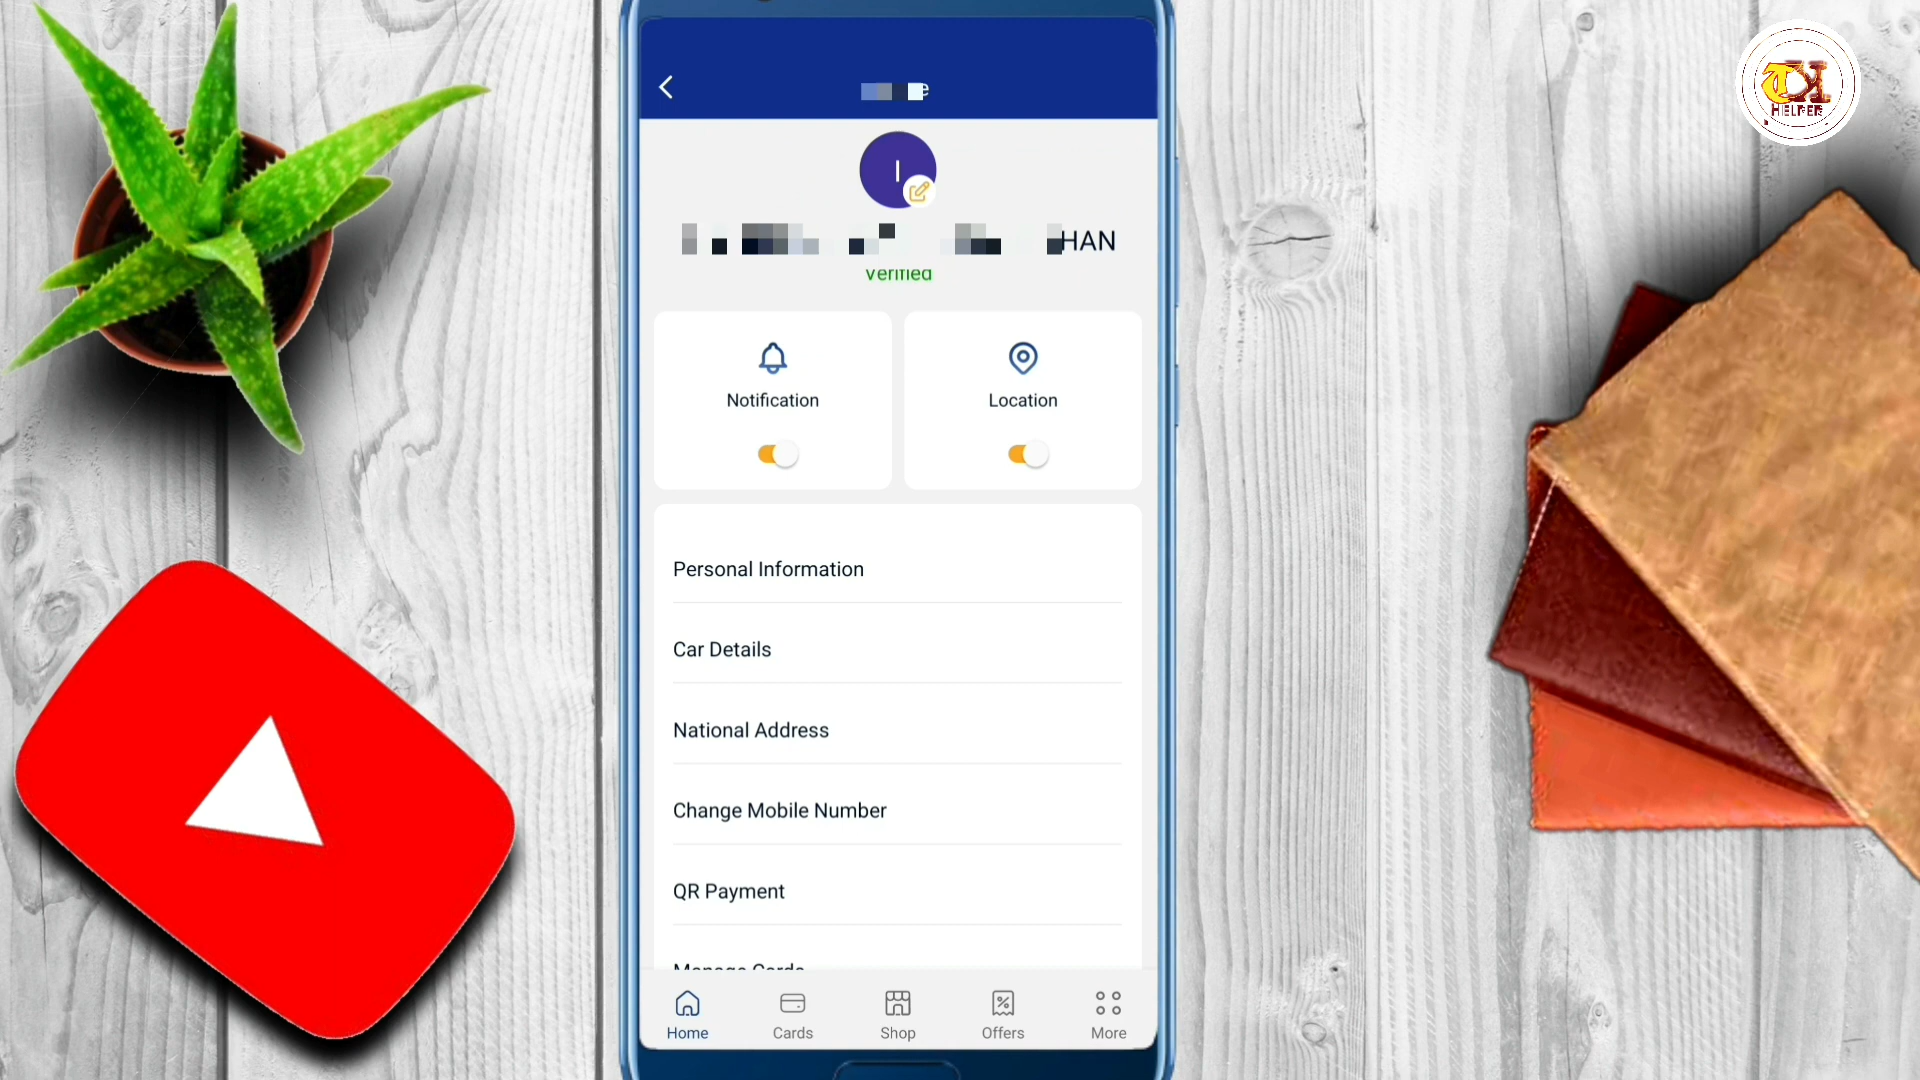 HAN
Verified
Notification
Location
Personal Information
Car Details
National Address
Change Mobile Number
QR Payment
Manage Cards
Home
Cards
Shop
Offers
More
HELPER